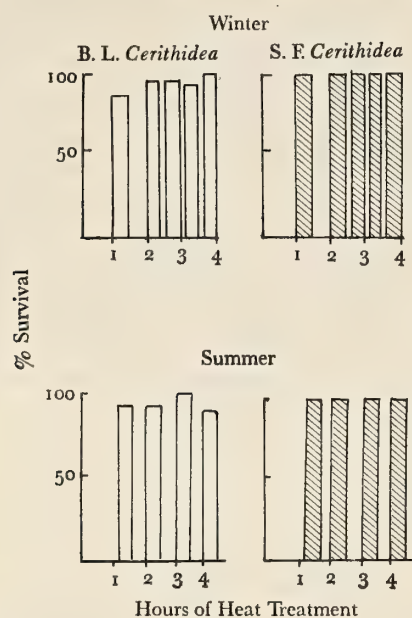 Winter
B. L. Cerithidea S. F. Cerithidea
100
50
1 2 3 4 1 2 3 4
% Survival
Summer
100
50
1 2 3 4 1 2 3 4
Hours of Heat Treatment